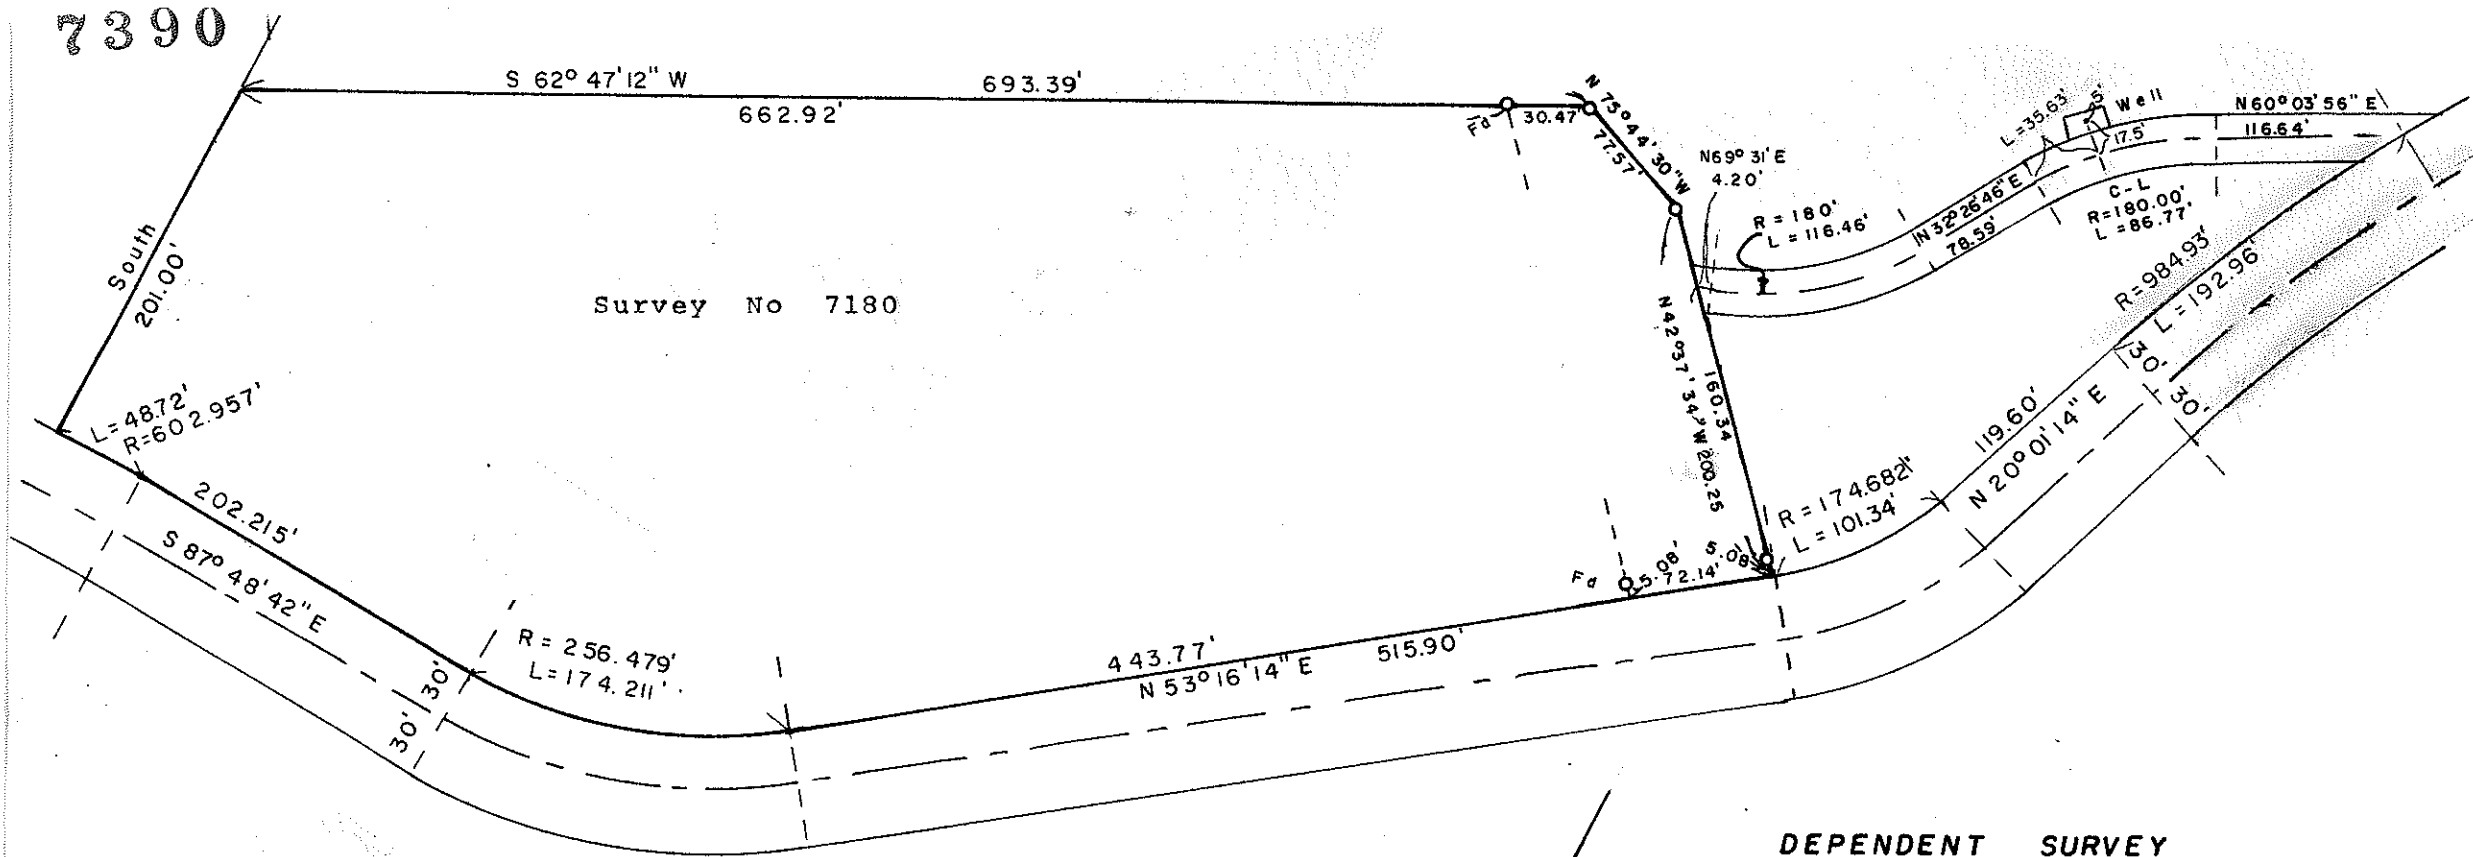 7390
S 62° 47' 12" W
693.39'
662.92'
Fd
30.47'
N 75° 44' 30" W
77.57'
N69° 31' E
4.20'
R = 180'
L = 116.46'
N 32° 26' 46" E
78.59'
L = 35.63'
5'
Well
17.5'
N60° 03' 56" E
116.64'
C-L
R=180.00'
L = 86.77'
South
201.00'
Survey No 7180
N42°37'34" W 200.25
160.34
R=984.93'
L = 192.96'
30'
30'
L=48.72'
R=602.957'
202.215'
S 87° 48' 42" E
119.60'
N 20° 01' 14" E
R = 174.682'
L = 101.34'
Fd
5.08'
5.08'
72.14'
R = 256.479'
L = 174.211'
30'
30'
443.77'
N 53° 16' 14" E
515.90'
DEPENDENT SURVEY